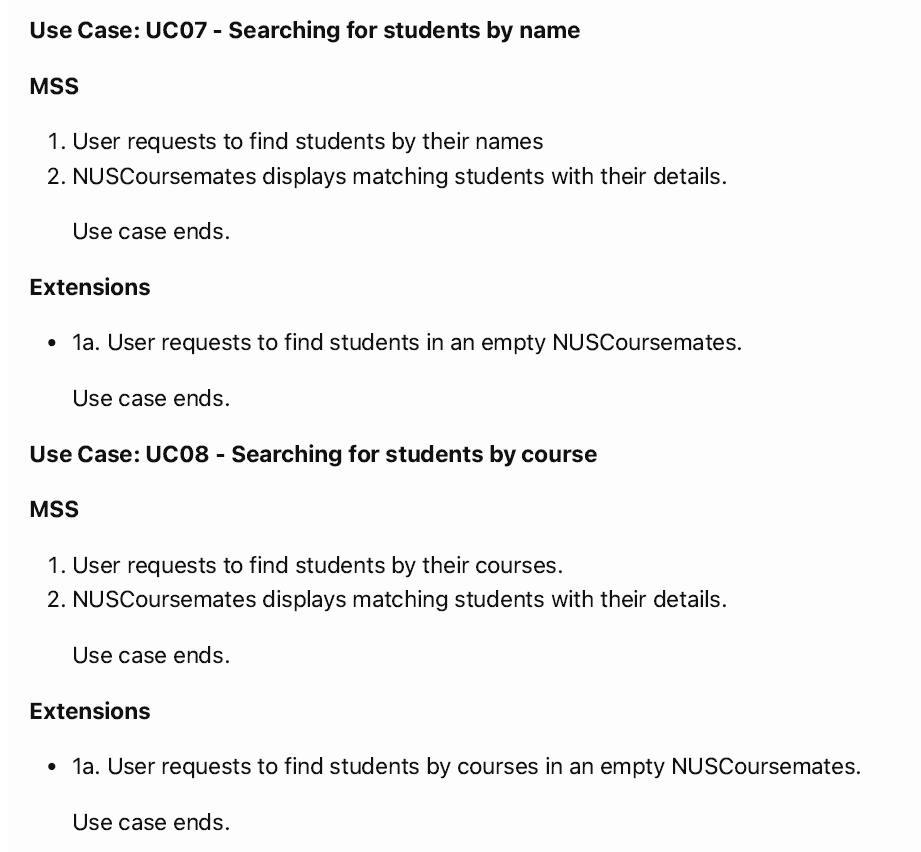 Use Case: UC07 - Searching for students by name
MSS
1. User requests to find students by their names
2. NUSCoursemates displays matching students with their details.
Use case ends.
Extensions
• 1a. User requests to find students in an empty NUSCoursemates.
Use case ends.
Use Case: UC08 - Searching for students by course
MSS
1. User requests to find students by their courses.
2. NUSCoursemates displays matching students with their details.
Use case ends.
Extensions
• 1a. User requests to find students by courses in an empty NUSCoursemates.
Use case ends.